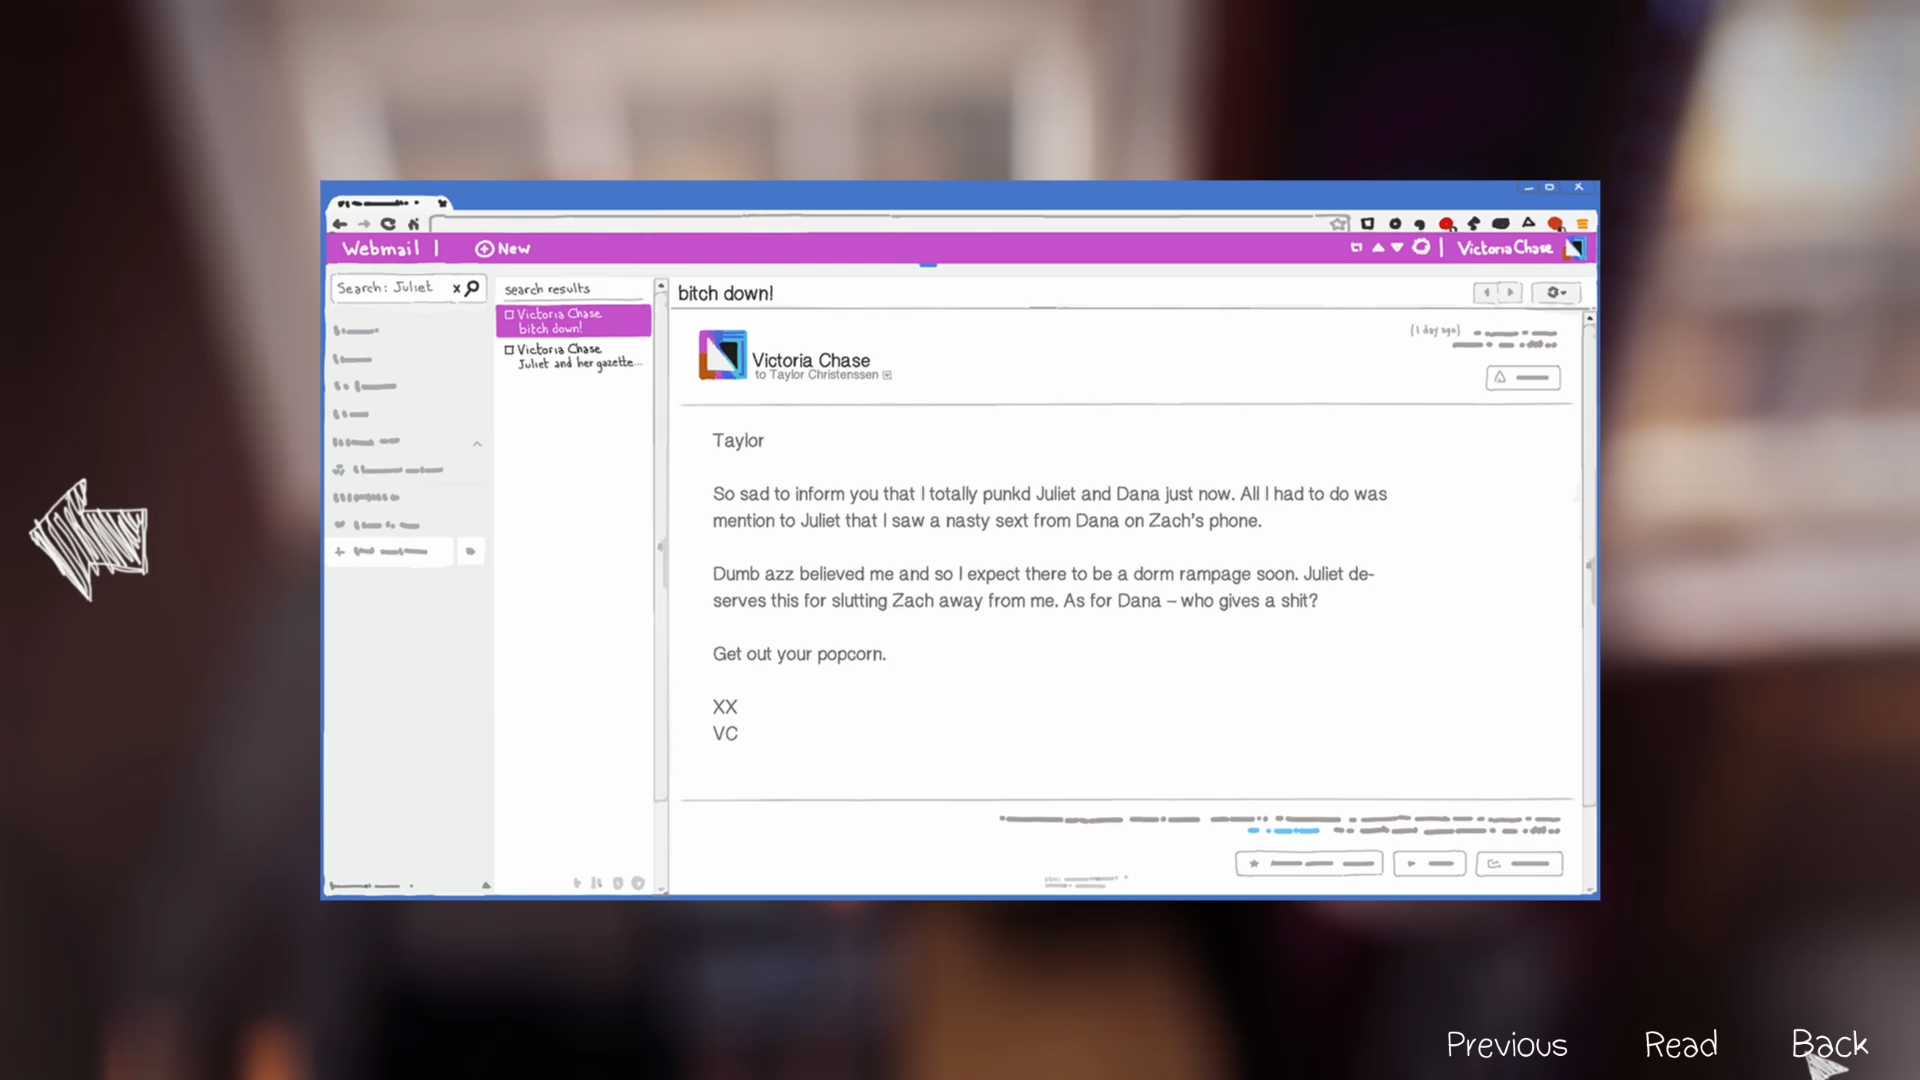 Webmail |
New
Victoria Chase
Search: Juliet x
search results
Victoria Chase
bitch down!
Victoria Chase
Juliet and her gazette...
bitch down!
(1 day ago)
Victoria Chase
to Taylor Christenssen
Taylor
So sad to inform you that I totally punkd Juliet and Dana just now. All I had to do was
mention to Juliet that I saw a nasty sext from Dana on Zach's phone.
Dumb azz believed me and so I expect there to be a dorm rampage soon. Juliet de-
serves this for slutting Zach away from me. As for Dana – who gives a shit?
Get out your popcorn.
XX
VC
Previous
Read
Back